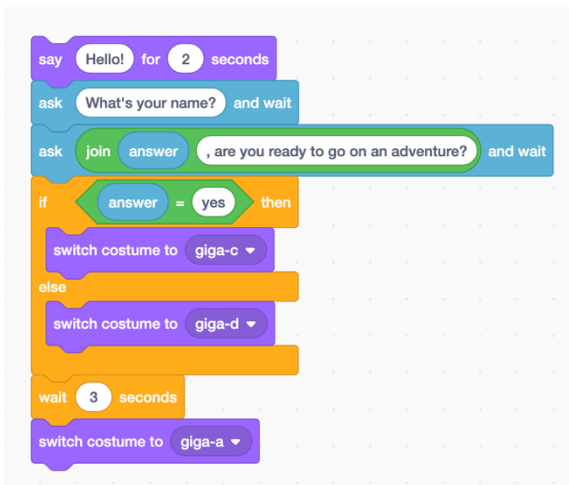 say Hello! for 2 seconds
ask What's your name? and wait
ask join answer , are you ready to go on an adventure? and wait
if answer = yes then
switch costume to giga-c
else
switch costume to giga-d
wait 3 seconds
switch costume to giga-a